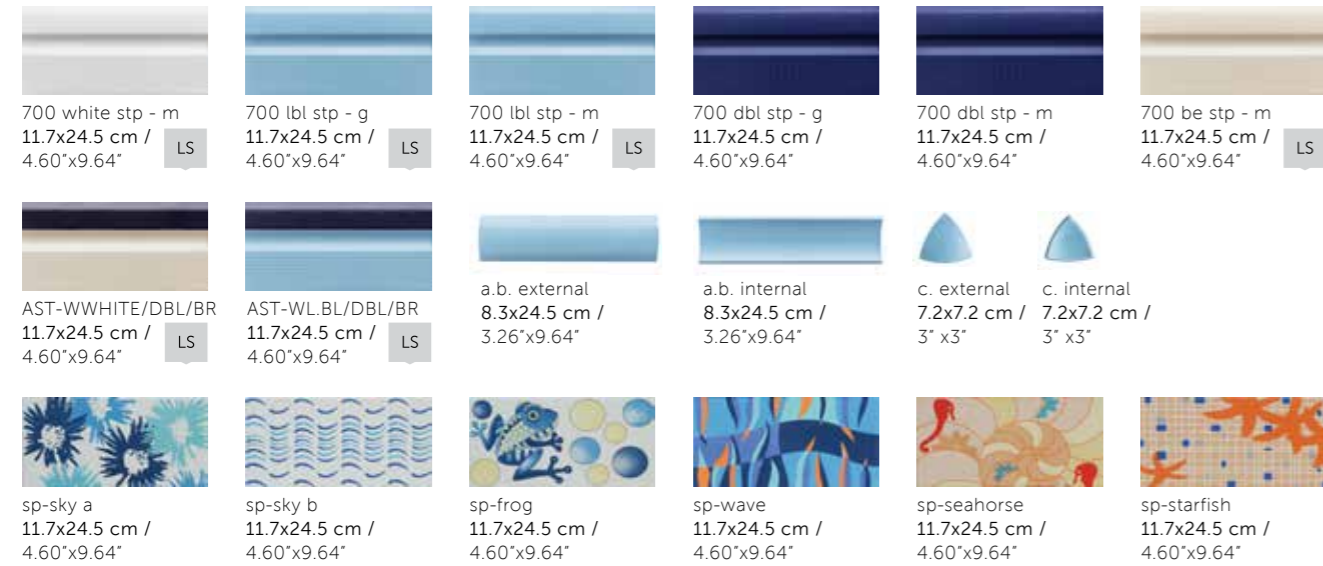 700 white stp - m
11.7x24.5 cm /
4.60”x9.64”
LS
700 lbl stp - g
11.7x24.5 cm /
4.60”x9.64”
LS
700 lbl stp - m
11.7x24.5 cm /
4.60”x9.64”
LS
700 dbl stp - g
11.7x24.5 cm /
4.60”x9.64”
700 dbl stp - m
11.7x24.5 cm /
4.60”x9.64”
700 be stp - m
11.7x24.5 cm /
4.60”x9.64”
LS
AST-WWHITE/DBL/BR
11.7x24.5 cm /
4.60”x9.64”
LS
AST-WL.BL/DBL/BR
11.7x24.5 cm /
4.60”x9.64”
LS
a.b. external
8.3x24.5 cm /
3.26”x9.64”
a.b. internal
8.3x24.5 cm /
3.26”x9.64”
c. external
7.2x7.2 cm /
3” x3”
c. internal
7.2x7.2 cm /
3” x3”
sp-sky a
11.7x24.5 cm /
4.60”x9.64”
sp-sky b
11.7x24.5 cm /
4.60”x9.64”
sp-frog
11.7x24.5 cm /
4.60”x9.64”
sp-wave
11.7x24.5 cm /
4.60”x9.64”
sp-seahorse
11.7x24.5 cm /
4.60”x9.64”
sp-starfish
11.7x24.5 cm /
4.60”x9.64”